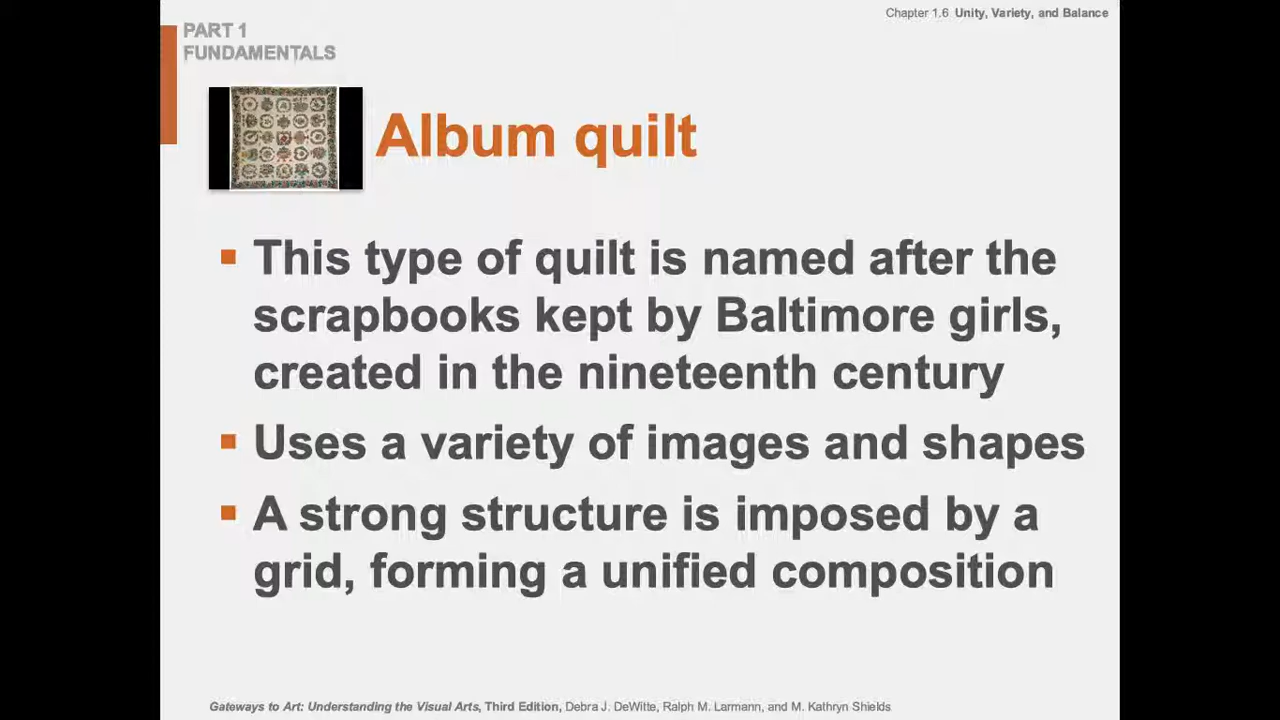 Chapter 1.6 Unity, Variety, and Balance
PART 1
FUNDAMENTALS
Album quilt
▪ This type of quilt is named after the
scrapbooks kept by Baltimore girls,
created in the nineteenth century
▪ Uses a variety of images and shapes
▪ A strong structure is imposed by a
grid, forming a unified composition
Gateways to Art: Understanding the Visual Arts, Third Edition, Debra J. DeWitte, Ralph M. Larmann, and M. Kathryn Shields